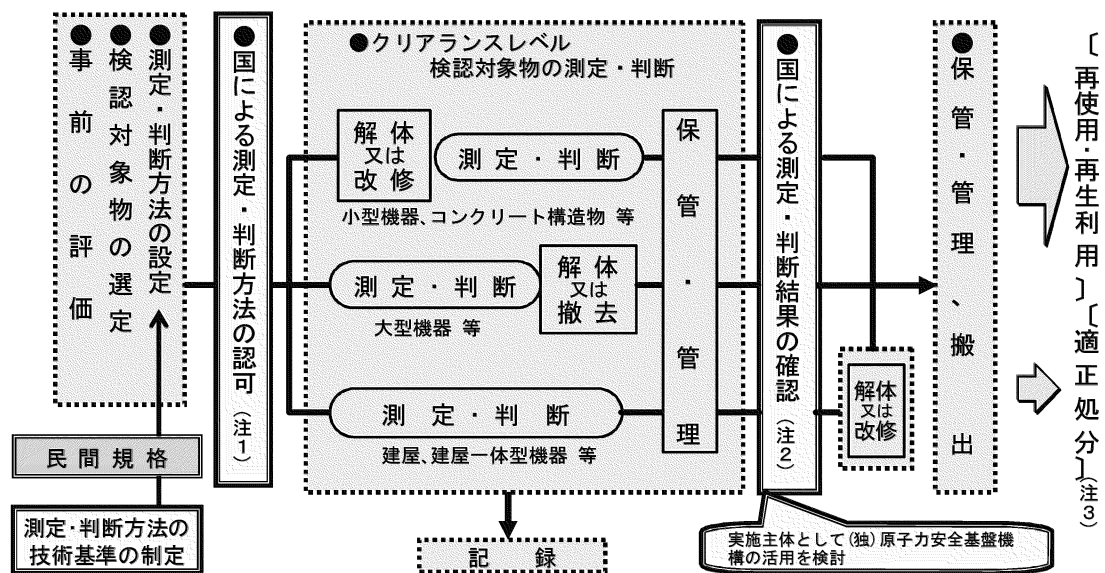 ●事前の評価
●検認対象物の選定
●測定・判断方法の設定
民間規格
測定・判断方法の
技術基準の制定
●国による測定・判断方法の認可(注1)
●クリアランスレベル
検認対象物の測定・判断
解体
又は
改修
測定・判断
小型機器、コンクリート構造物 等
測定・判断
解体
又は
撤去
大型機器 等
測定・判断
建屋、建屋一体型機器 等
保管・管理
記録
●国による測定・判断結果の確認(注2)
実施主体として(独)原子力安全基盤機
構の活用を検討
解体
又は
改修
●保管・管理、搬出
〔再使用・再生利用〕〔適正処分〕(注3)